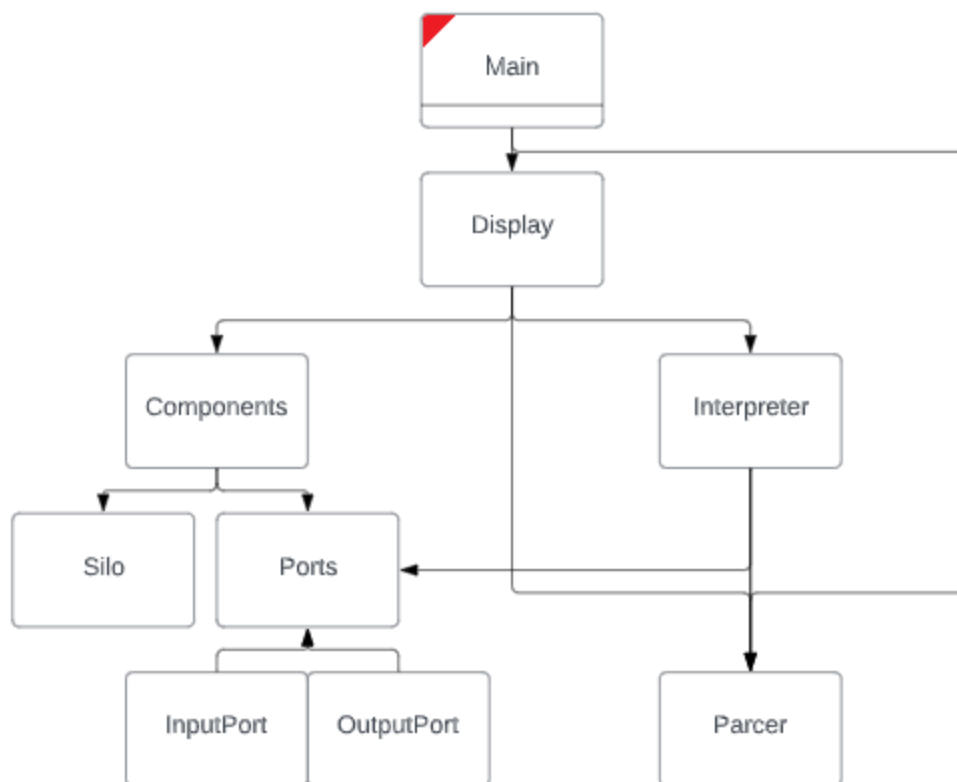 Main
Display
Components
Interpreter
Silo
Ports
InputPort
OutputPort
Parcer